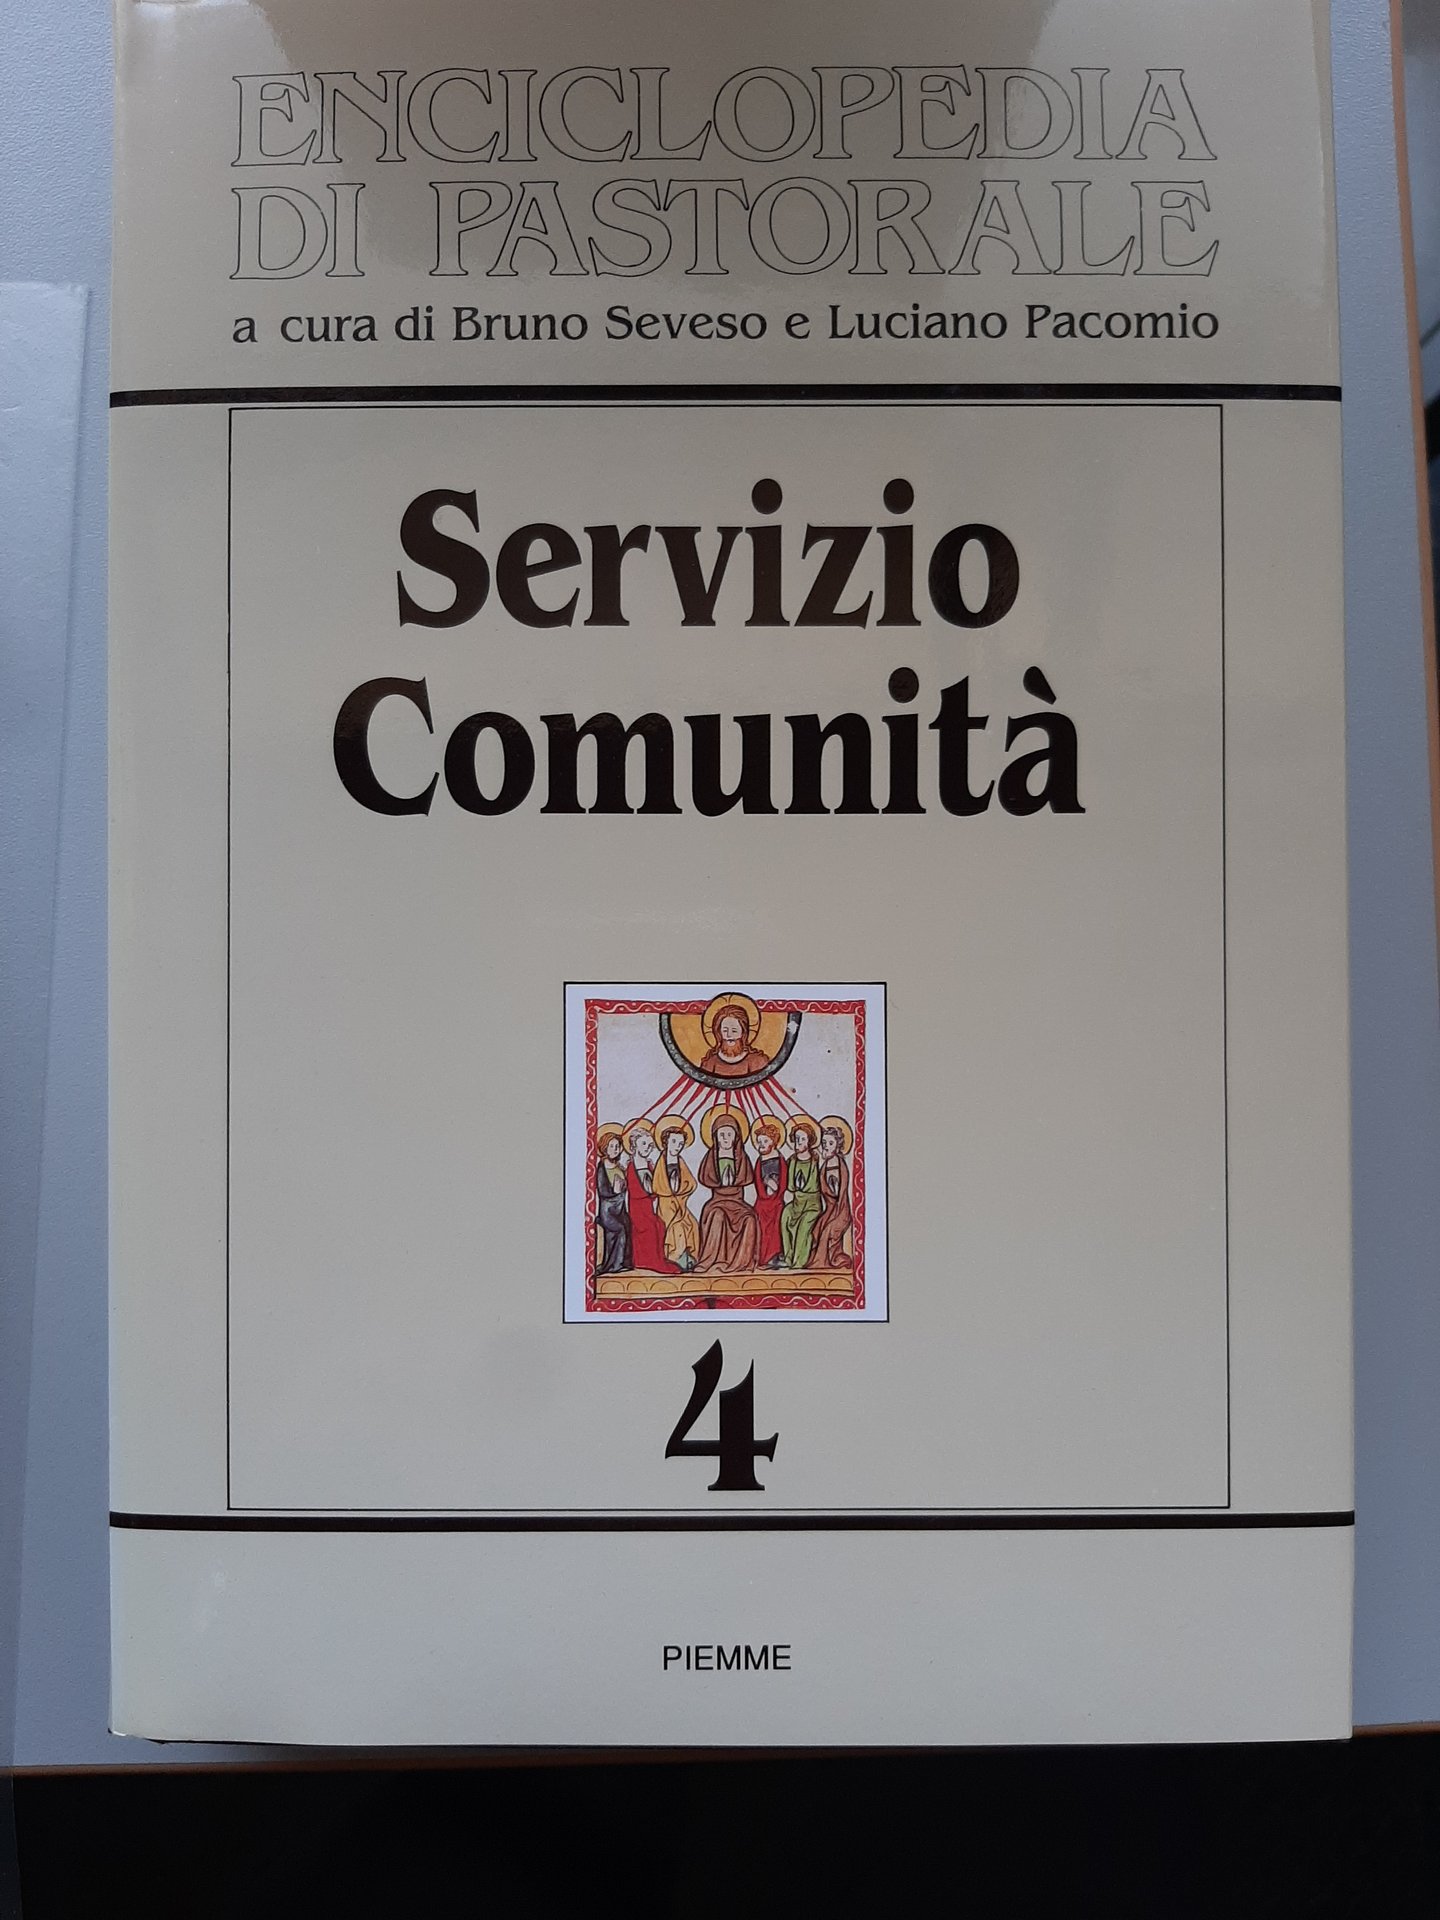 ENCICLOPEDIA
DI PASTORALE
a cura di Bruno Seveso e Luciano Pacomio
Servizio
Comunità
4
PIEMME